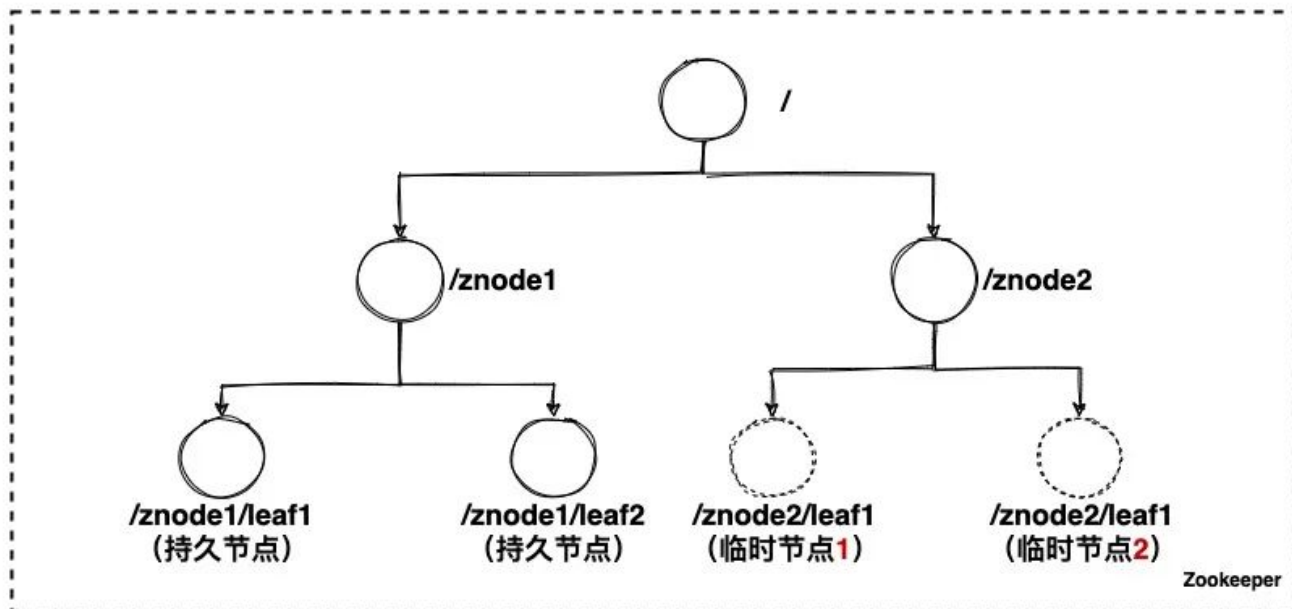 /
/znode1
/znode2
/znode1/leaf1
（持久节点）
/znode1/leaf2
（持久节点）
/znode2/leaf1
（临时节点1）
/znode2/leaf1
（临时节点2）
Zookeeper